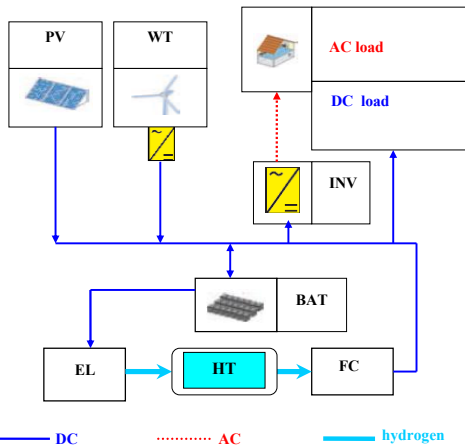 PV WT
AC load
DC load
INV
BAT
EL HT FC
DC AC hydrogen